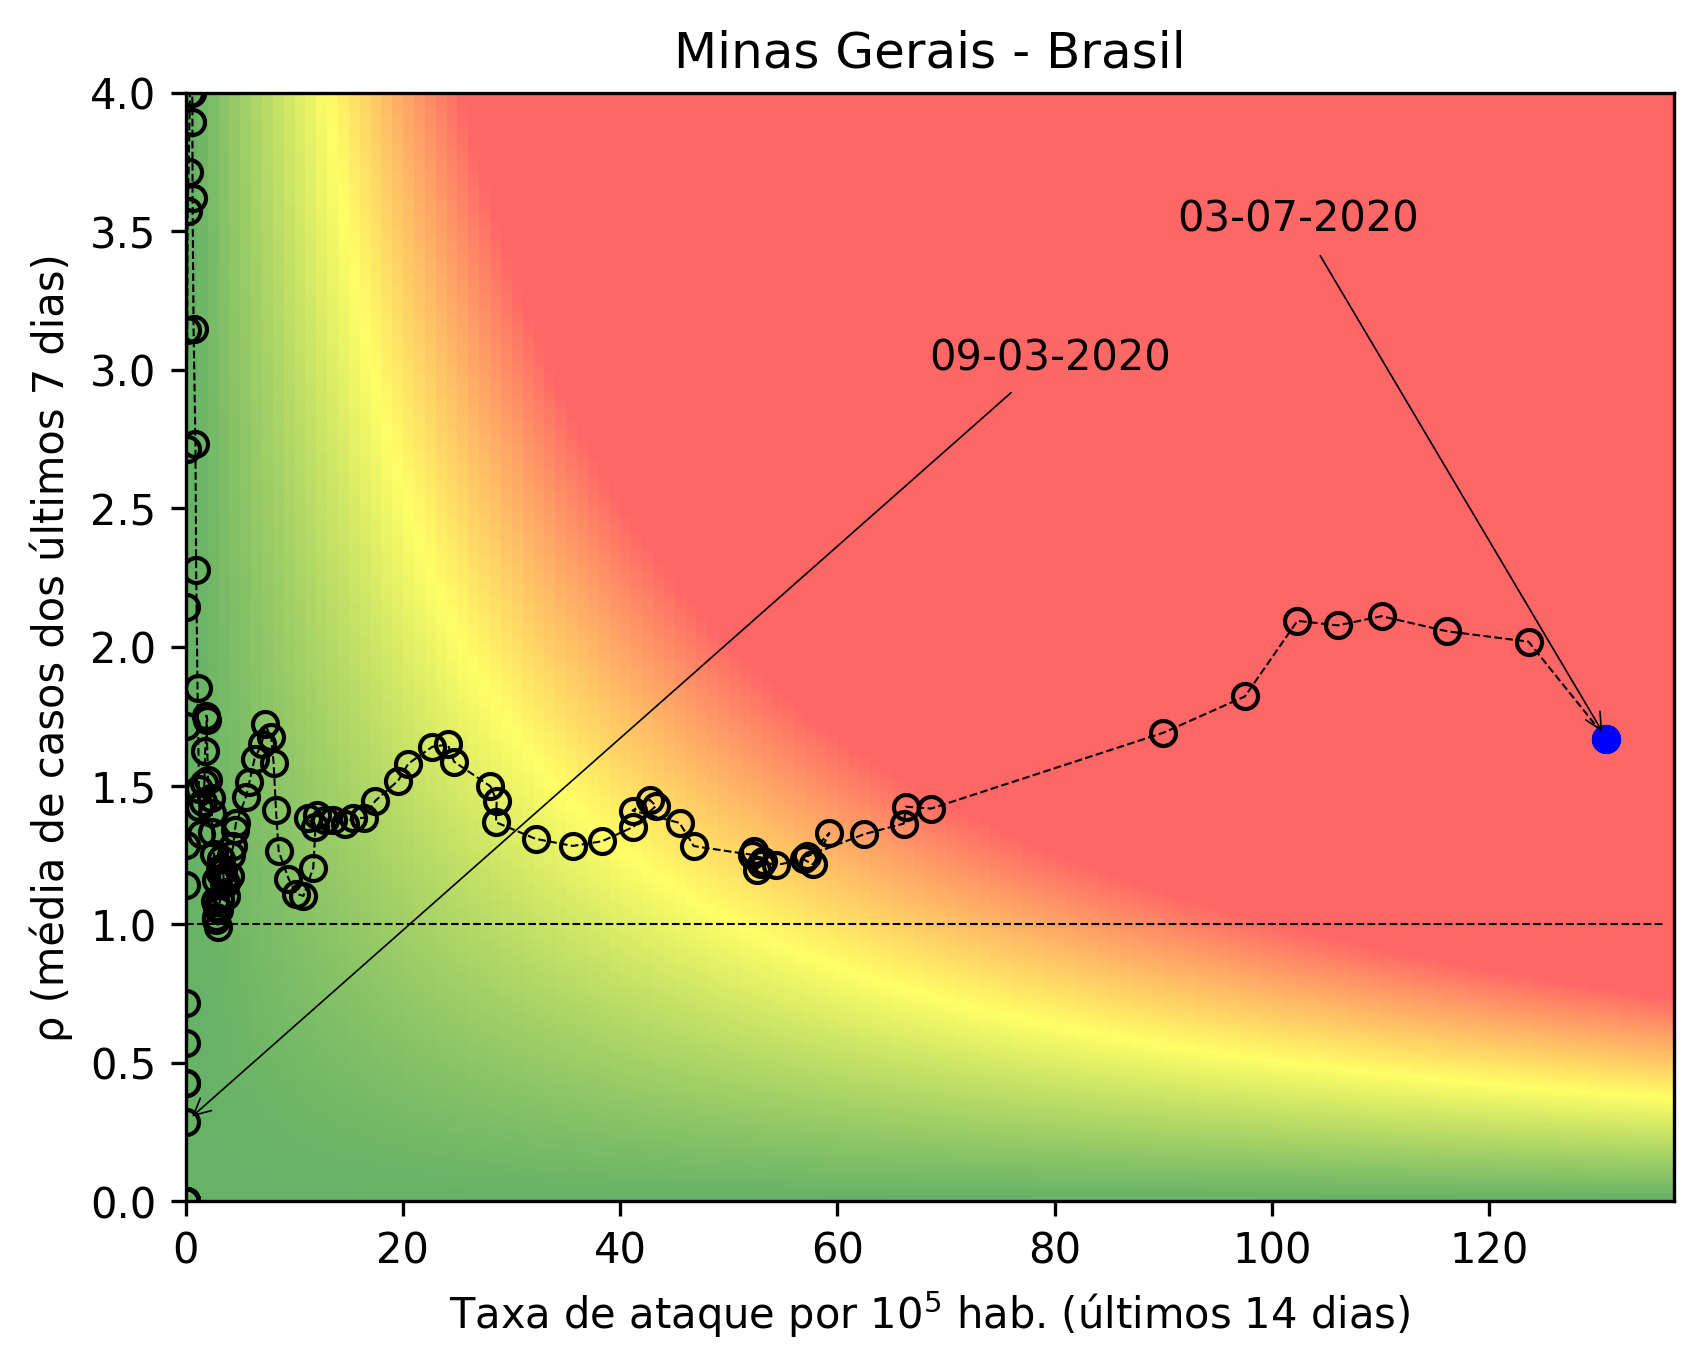 Minas Gerais - Brasil
4.0
3.5
3.0
2.5
2.0
1.5
1.0
0.5
0.0
ρ (média de casos dos últimos 7 dias)
03-07-2020
09-03-2020
0 20 40 60 80 100 120
Taxa de ataque por 10⁵ hab. (últimos 14 dias)